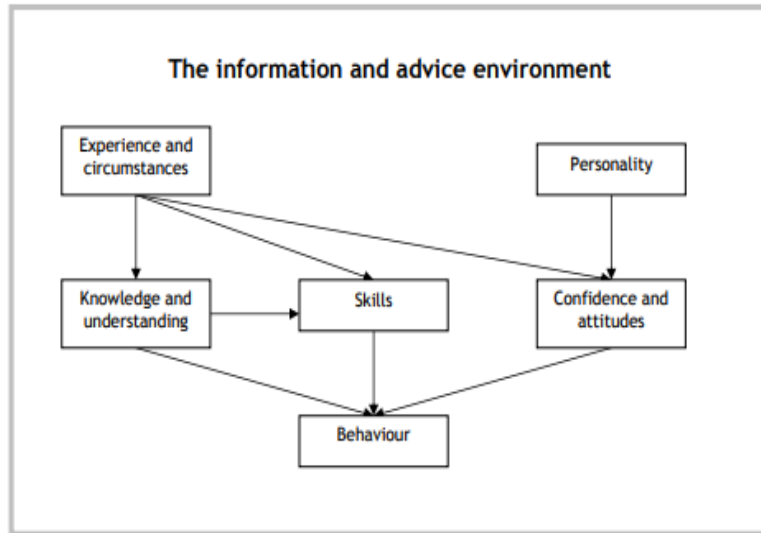 The information and advice environment
Experience and
circumstances
Personality
Knowledge and
understanding
Skills
Confidence and
attitudes
Behaviour